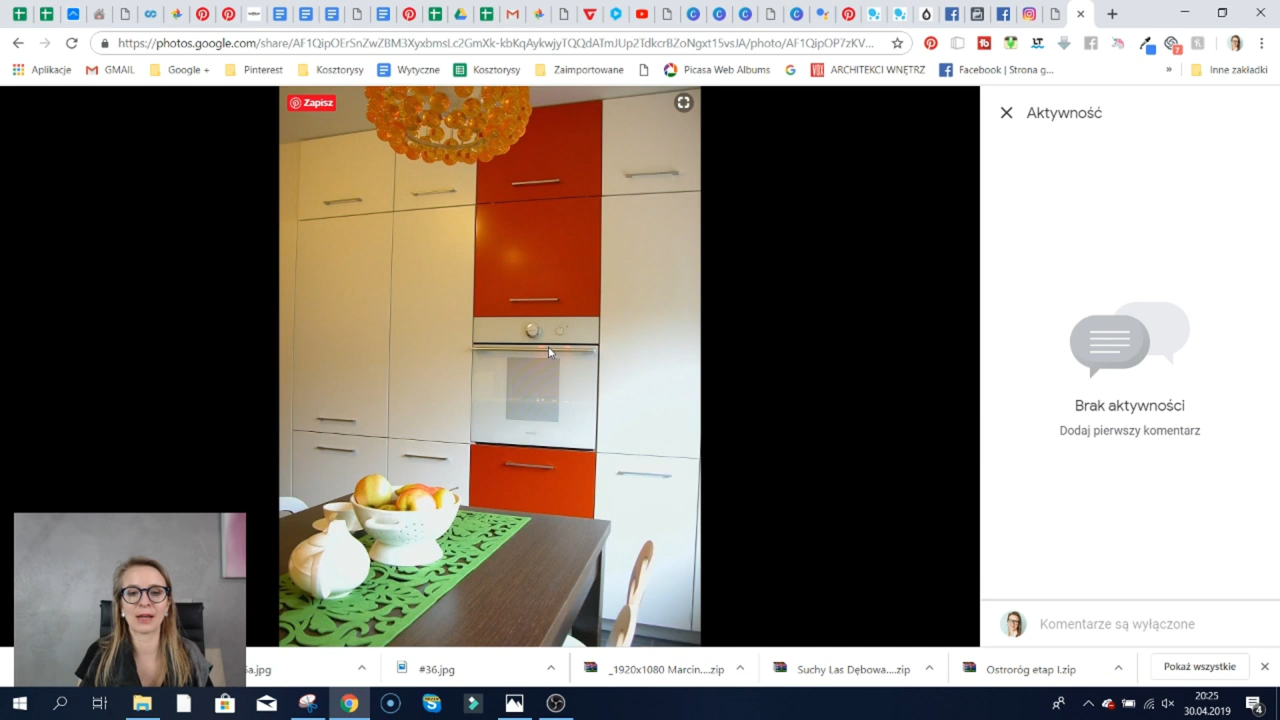 https://photos.google.com/share/AF1QipOErSnZwZBM3XyxbmsLc2GmXk-kbKqAykwjyTQQdATmJUp2TdkcrBZoNgxt15vsJA/photo/AF1QipOP7zKV...
Aplikacje
GMAIL
Google +
Pinterest
Kosztorysy
Wytyczne
Kosztorysy
Zaimportowane
Picasa Web Albums
ARCHITEKCI WNĘTRZ
Facebook | Strona g...
»
Inne zakładki
Zapisz
Aktywność
Brak aktywności
Dodaj pierwszy komentarz
Komentarze są wyłączone
a.jpg
#36.jpg
_1920x1080 Marcin....zip
Suchy Las Dębowa....zip
Ostroróg etap I.zip
Pokaż wszystkie
20:25
30.04.2019
4